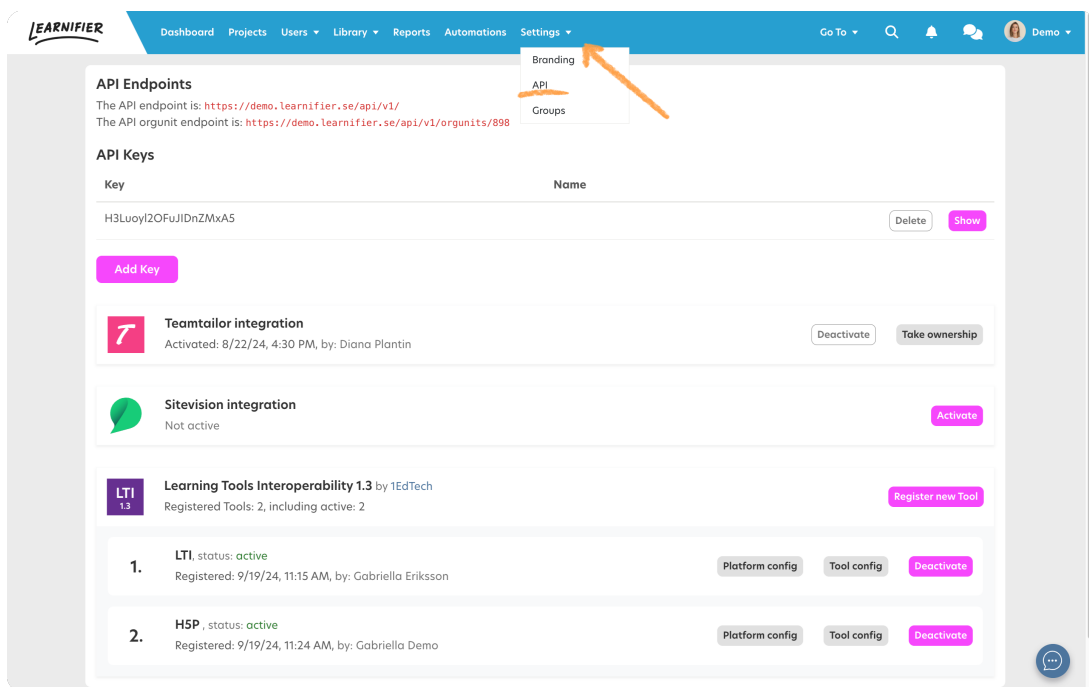 LEARNIFIER
Dashboard Projects Users Library Reports Automations Settings Go To Demo
Branding
API
Groups
API Endpoints
The API endpoint is: https://demo.learnifier.se/api/v1/
The API orgunit endpoint is: https://demo.learnifier.se/api/v1/orgunits/898
API Keys
Key Name
H3Luoyl2OFuJIDnZMxA5 Delete Show
Add Key
Teamtailor integration
Activated: 8/22/24, 4:30 PM, by: Diana Plantin
Deactivate Take ownership
Sitevision integration
Not active
Activate
LTI
1.3
Learning Tools Interoperability 1.3 by 1EdTech
Registered Tools: 2, including active: 2
Register new Tool
1.
LTI, status: active
Registered: 9/19/24, 11:15 AM, by: Gabriella Eriksson
Platform config Tool config Deactivate
2.
H5P , status: active
Registered: 9/19/24, 11:24 AM, by: Gabriella Demo
Platform config Tool config Deactivate